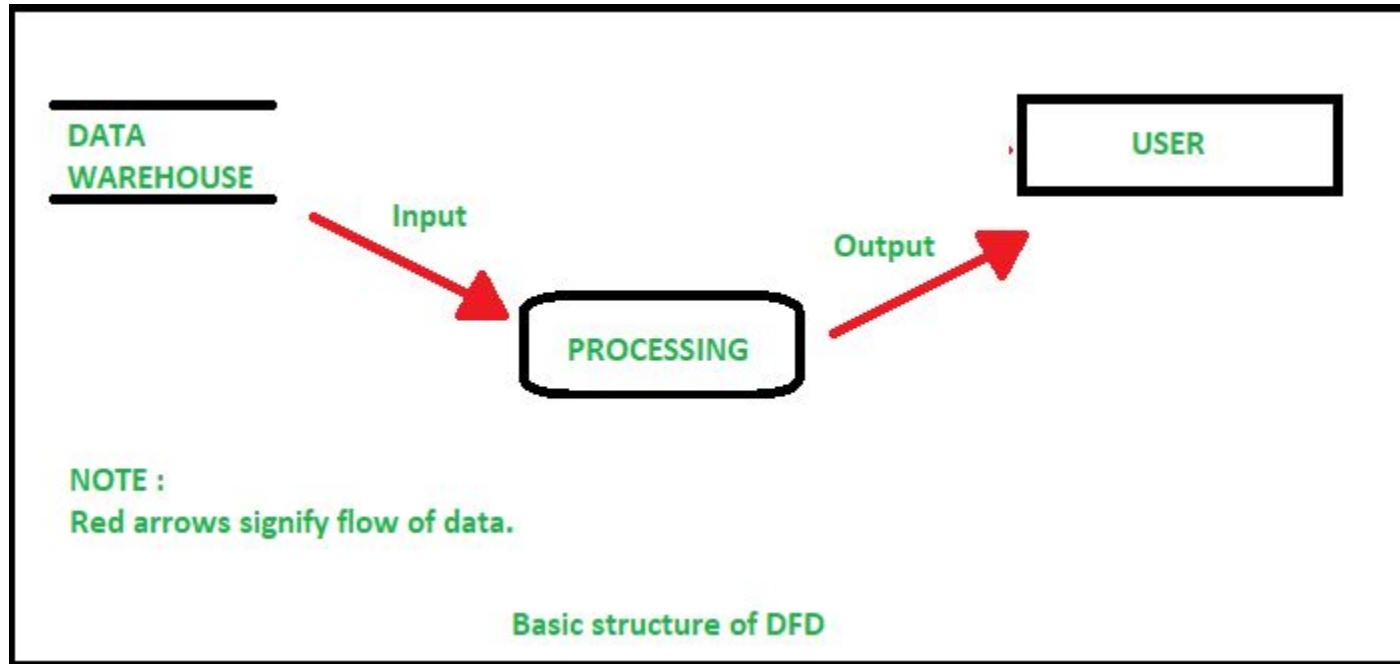 DATA
WAREHOUSE
USER
Input
Output
PROCESSING
NOTE :
Red arrows signify flow of data.
Basic structure of DFD